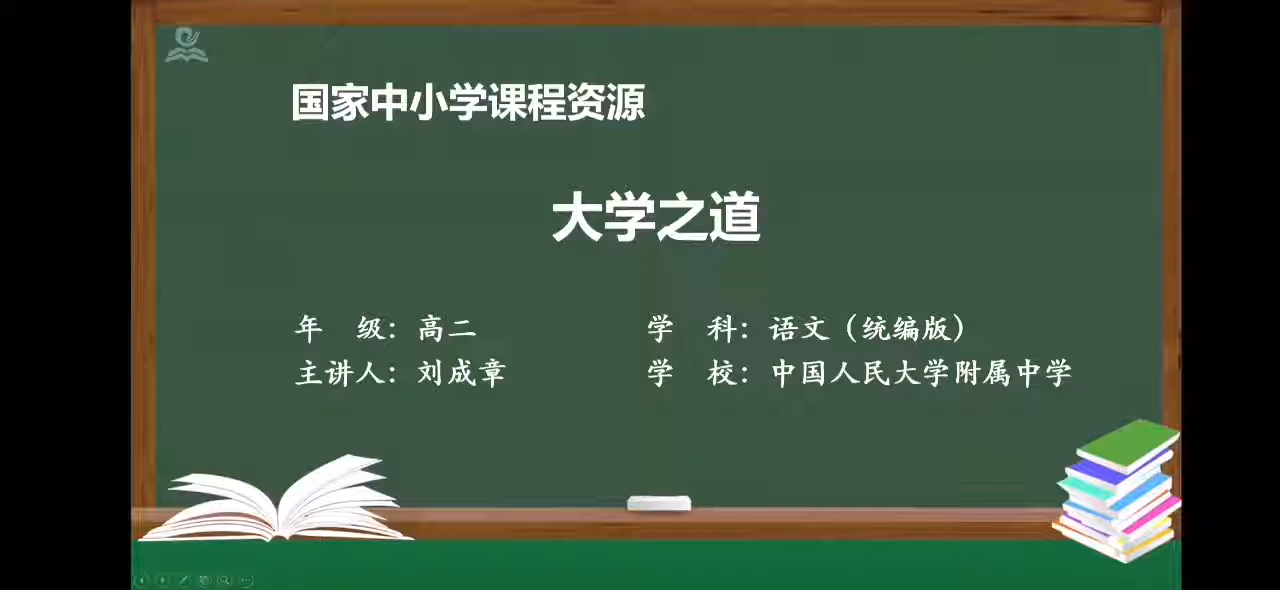 国家中小学课程资源
大学之道
年 级：高二 学 科：语文（统编版）
主讲人：刘成章 学 校：中国人民大学附属中学